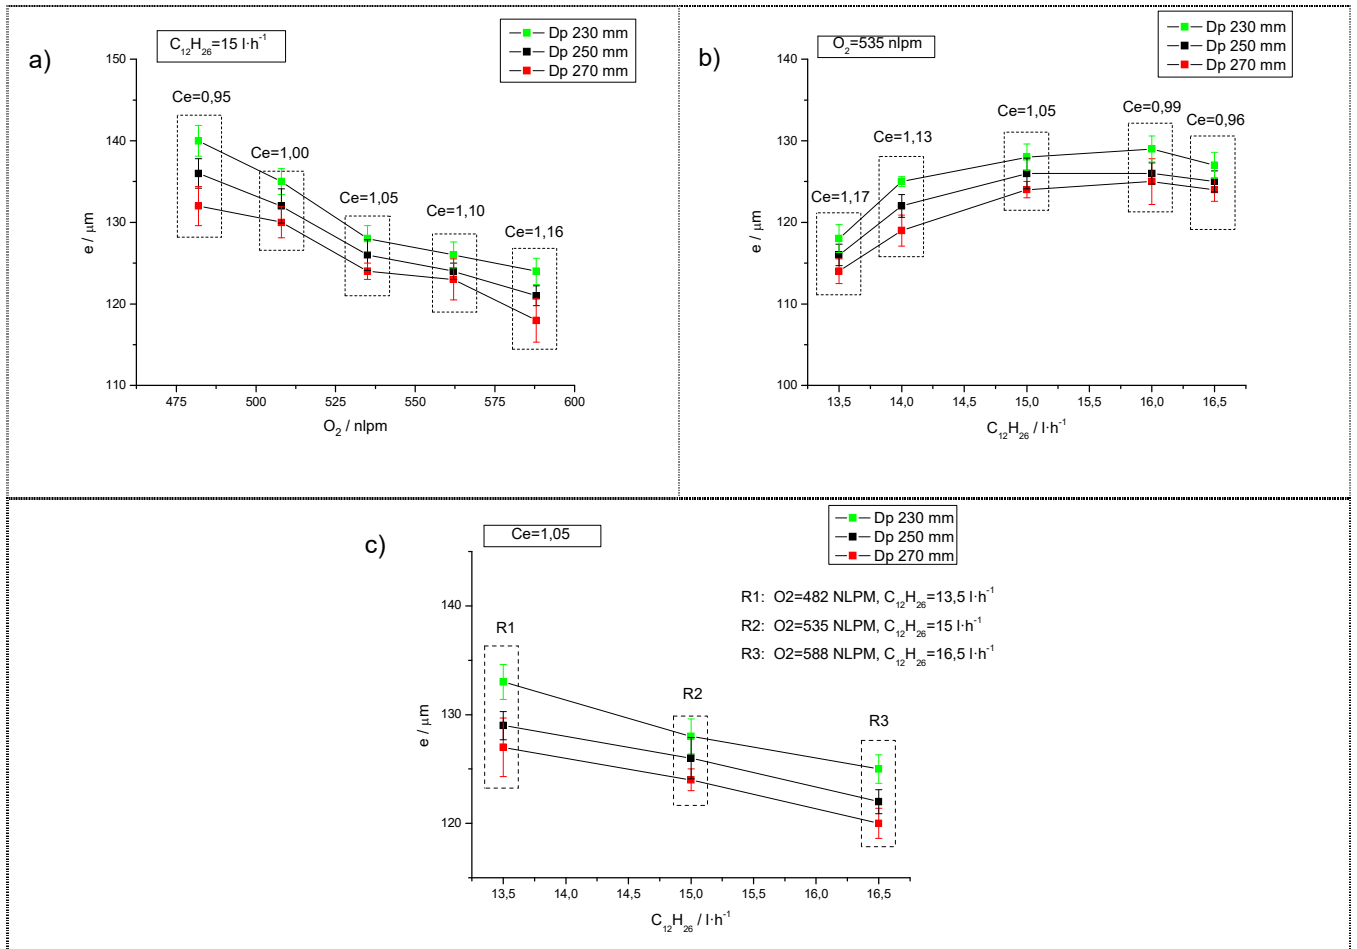 a)
C₁₂H₂₆=15 l·h⁻¹
Dp 230 mm
Dp 250 mm
Dp 270 mm
150
140
130
120
110
e / μm
Ce=0,95
Ce=1,00
Ce=1,05
Ce=1,10
Ce=1,16
475 500 525 550 575 600
O₂ / nlpm
b)
O₂=535 nlpm
Dp 230 mm
Dp 250 mm
Dp 270 mm
140
130
120
110
100
e / μm
Ce=1,17
Ce=1,13
Ce=1,05
Ce=0,99
Ce=0,96
13,5 14,0 14,5 15,0 15,5 16,0 16,5
C₁₂H₂₆ / l·h⁻¹
c)
Ce=1,05
Dp 230 mm
Dp 250 mm
Dp 270 mm
R1: O2=482 NLPM, C₁₂H₂₆=13,5 l·h⁻¹
R2: O2=535 NLPM, C₁₂H₂₆=15 l·h⁻¹
R3: O2=588 NLPM, C₁₂H₂₆=16,5 l·h⁻¹
140
130
120
e / μm
R1
R2
R3
13,5 14,0 14,5 15,0 15,5 16,0 16,5
C₁₂H₂₆ / l·h⁻¹